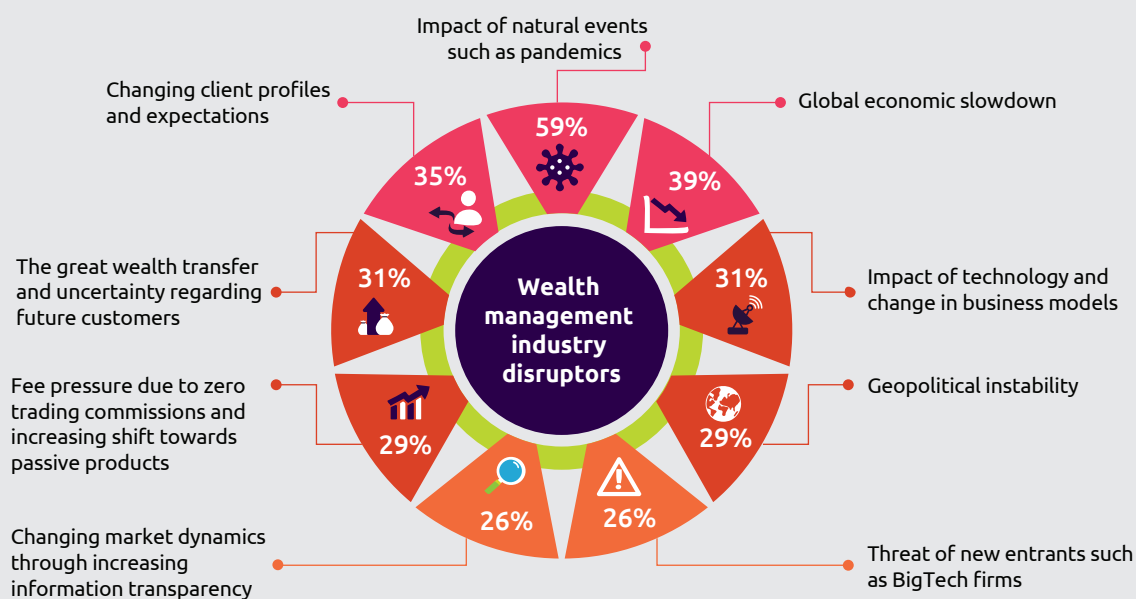 Impact of natural events
such as pandemics
Changing client profiles
and expectations
Global economic slowdown
59%
35%
39%
The great wealth transfer
and uncertainty regarding
future customers
31%
31%
Impact of technology and
change in business models
Wealth
management
industry
disruptors
Fee pressure due to zero
trading commissions and
increasing shift towards
passive products
29%
29%
Geopolitical instability
Changing market dynamics
through increasing
information transparency
26%
26%
Threat of new entrants such
as BigTech firms